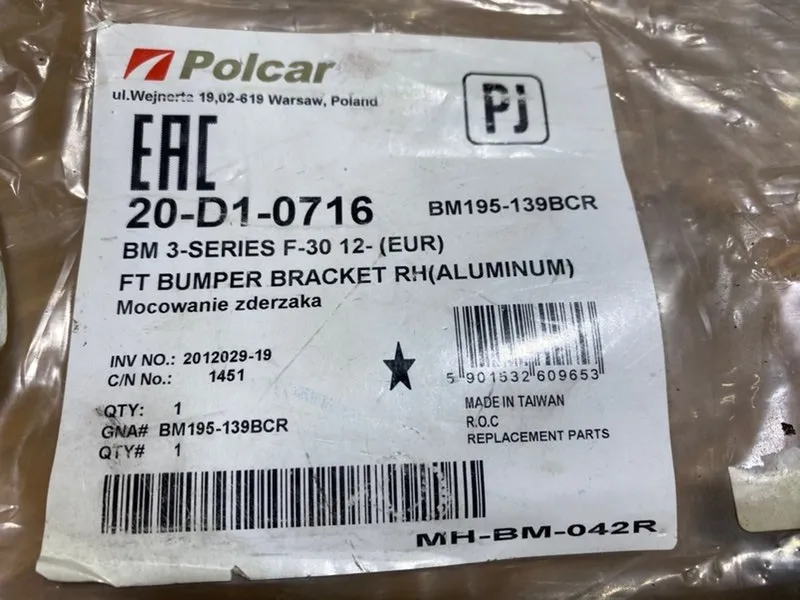 Polcar
ul.Wejnerta 19,02-619 Warsaw, Poland
PJ
EAC
20-D1-0716
BM195-139BCR
BM 3-SERIES F-30 12- (EUR)
FT BUMPER BRACKET RH(ALUMINUM)
Mocowanie zderzaka
INV NO.: 2012029-19
C/N No.: 1451
5 901532 609653
QTY: 1
MADE IN TAIWAN
GNA# BM195-139BCR
R.O.C
QTY# 1
REPLACEMENT PARTS
MH-BM-042R